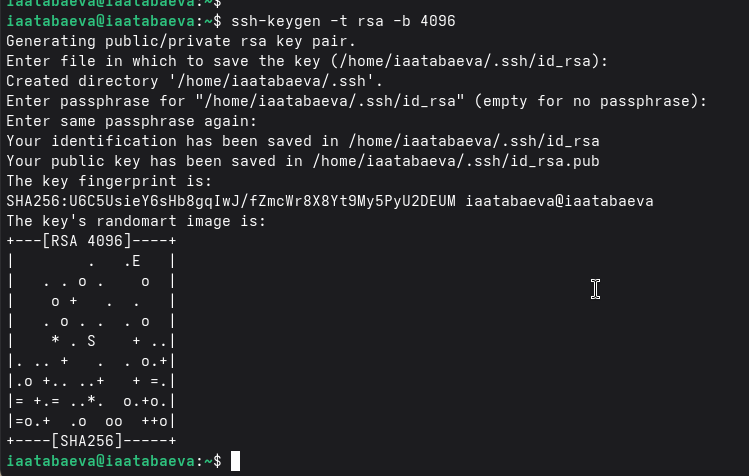 iaatabaeva@iaatabaeva:~$
iaatabaeva@iaatabaeva:~$ ssh-keygen -t rsa -b 4096
Generating public/private rsa key pair.
Enter file in which to save the key (/home/iaatabaeva/.ssh/id_rsa):
Created directory '/home/iaatabaeva/.ssh'.
Enter passphrase for "/home/iaatabaeva/.ssh/id_rsa" (empty for no passphrase):
Enter same passphrase again:
Your identification has been saved in /home/iaatabaeva/.ssh/id_rsa
Your public key has been saved in /home/iaatabaeva/.ssh/id_rsa.pub
The key fingerprint is:
SHA256:U6C5UsieY6sHb8gqIwJ/fZmcWr8X8Yt9My5PyU2DEUM iaatabaeva@iaatabaeva
The key's randomart image is:
+---[RSA 4096]----+
|        .   .E   |
|   . . o .    o  |
|    o +   .  .   |
|   . o . .  . o  |
|    * . S    + ..|
|. .. +   .  . o.+|
|.o +.. ..+   + =.|
|= +.= ..*.  o.+o.|
|=o.+  .o  oo  ++o|
+----[SHA256]-----+
iaatabaeva@iaatabaeva:~$